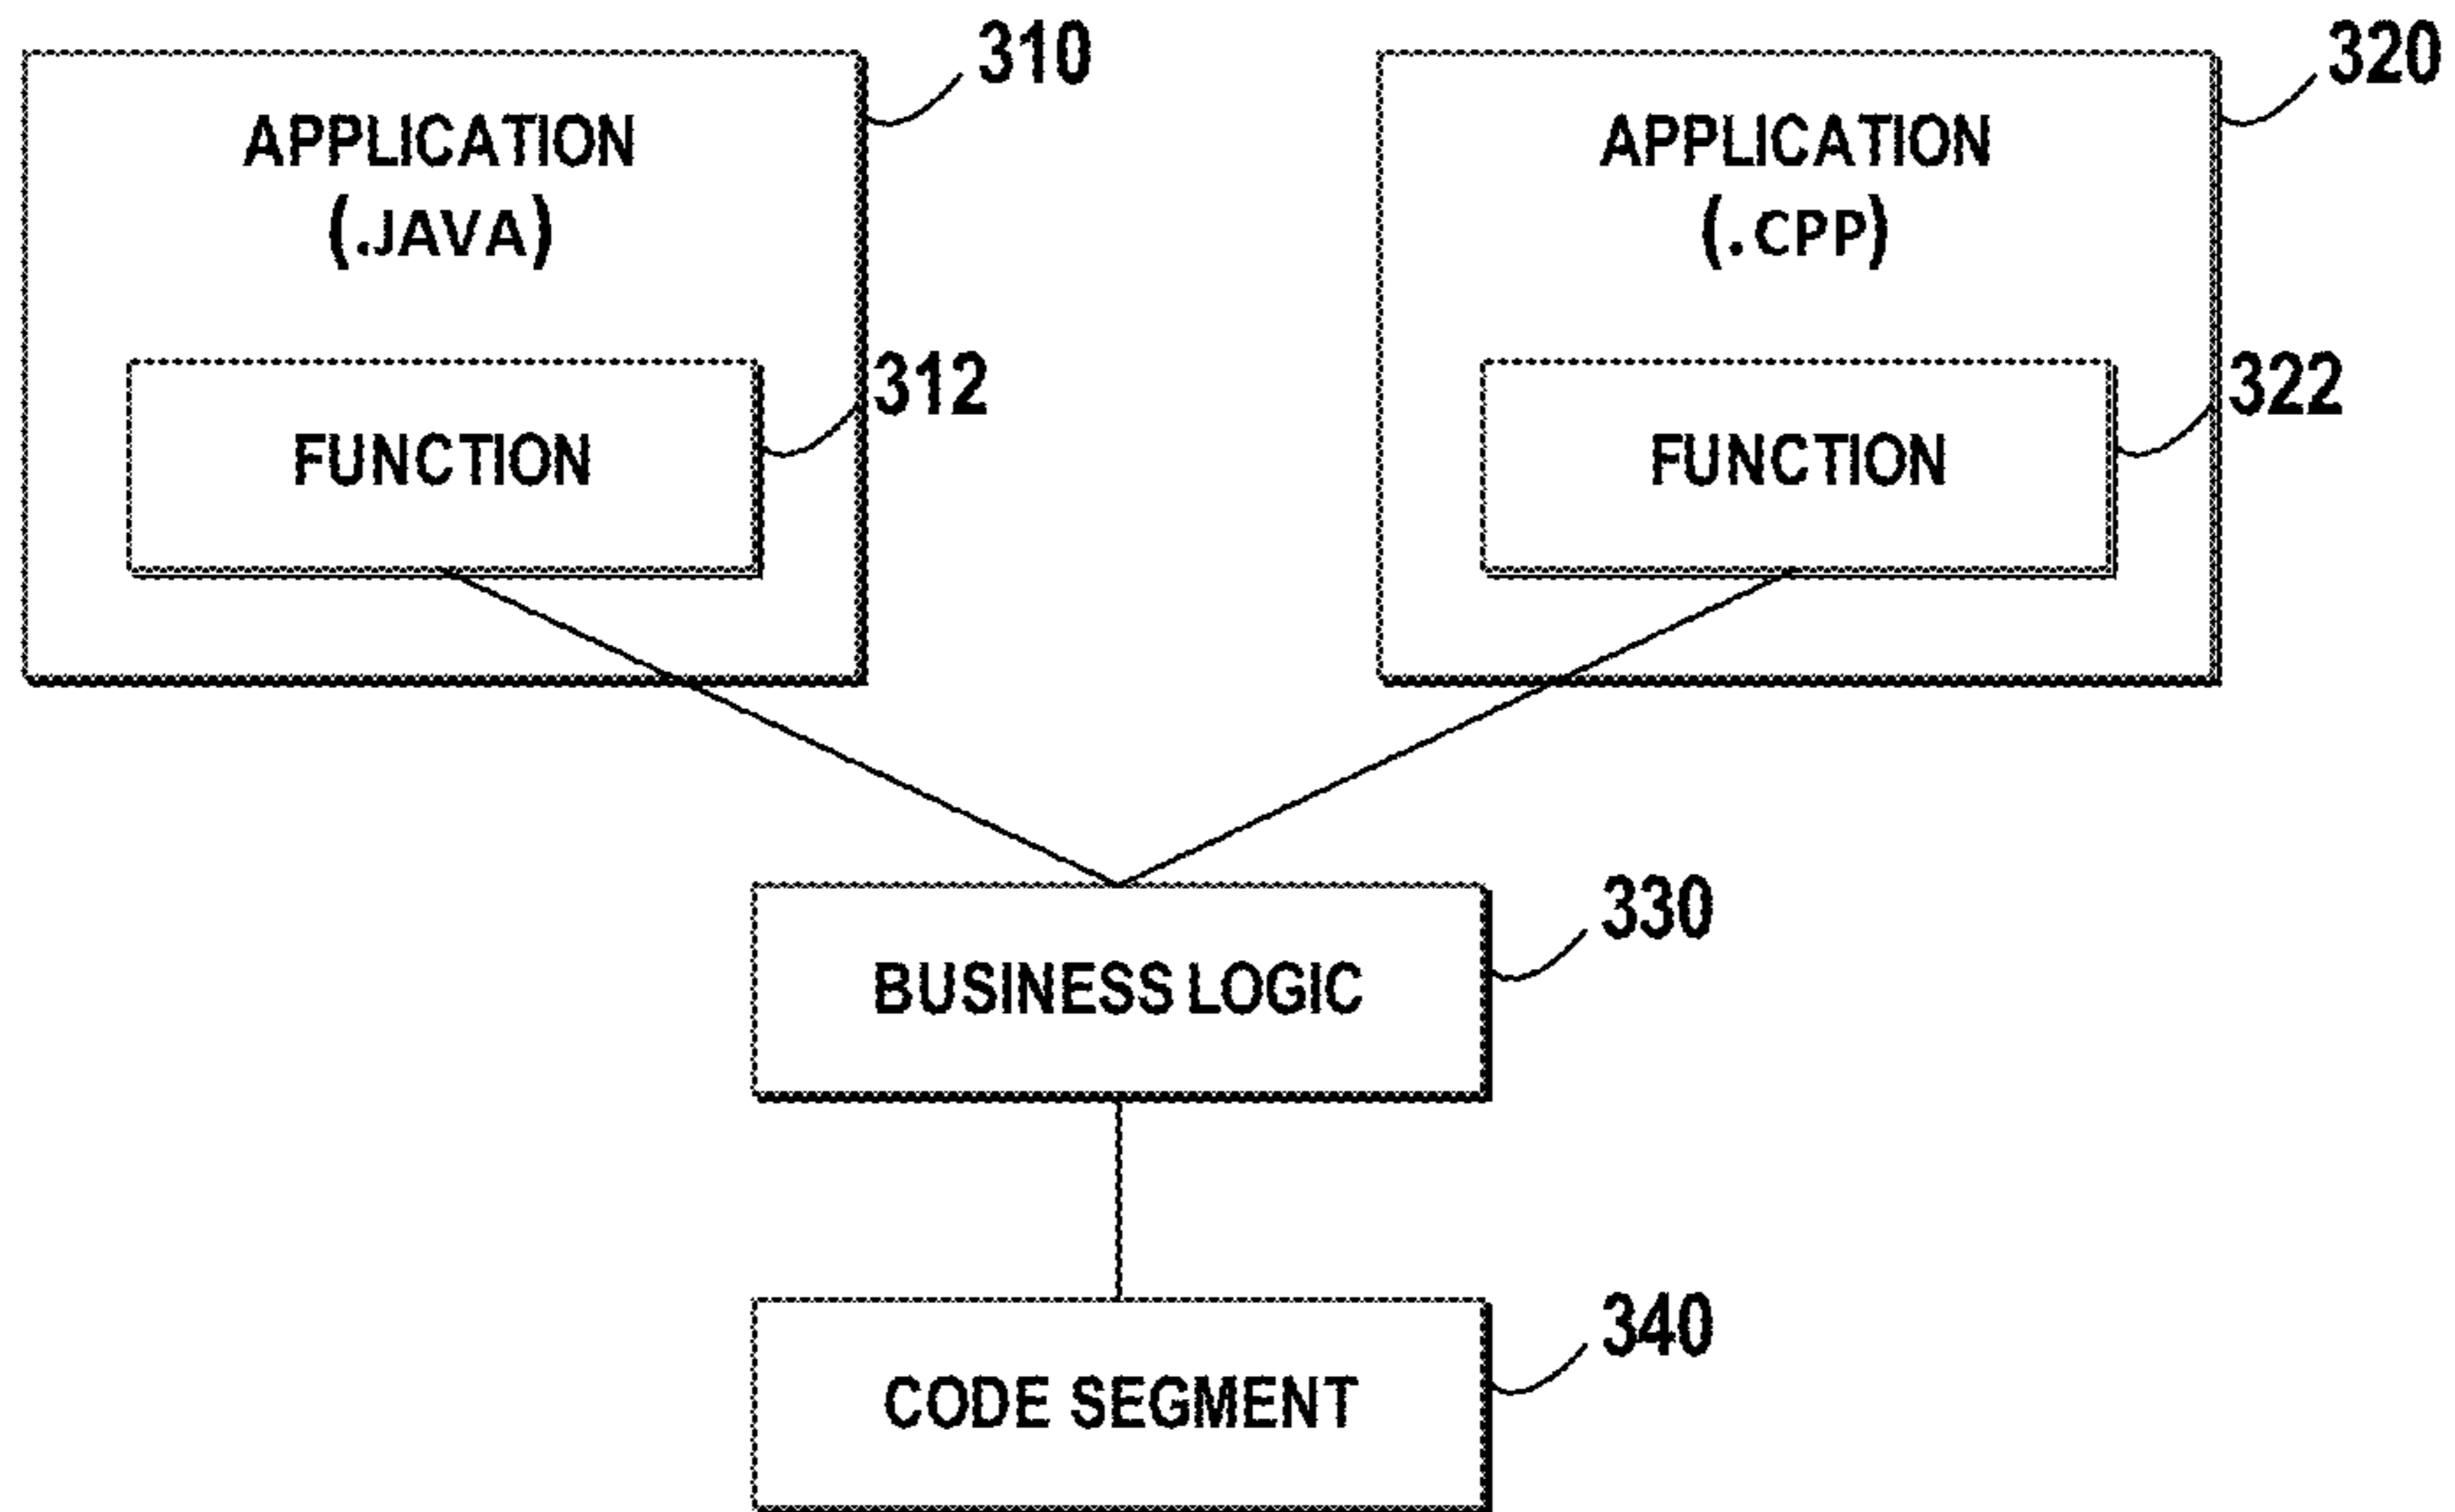 310
APPLICATION
(.JAVA)
312
FUNCTION
320
APPLICATION
(.CPP)
322
FUNCTION
330
BUSINESS LOGIC
340
CODE SEGMENT